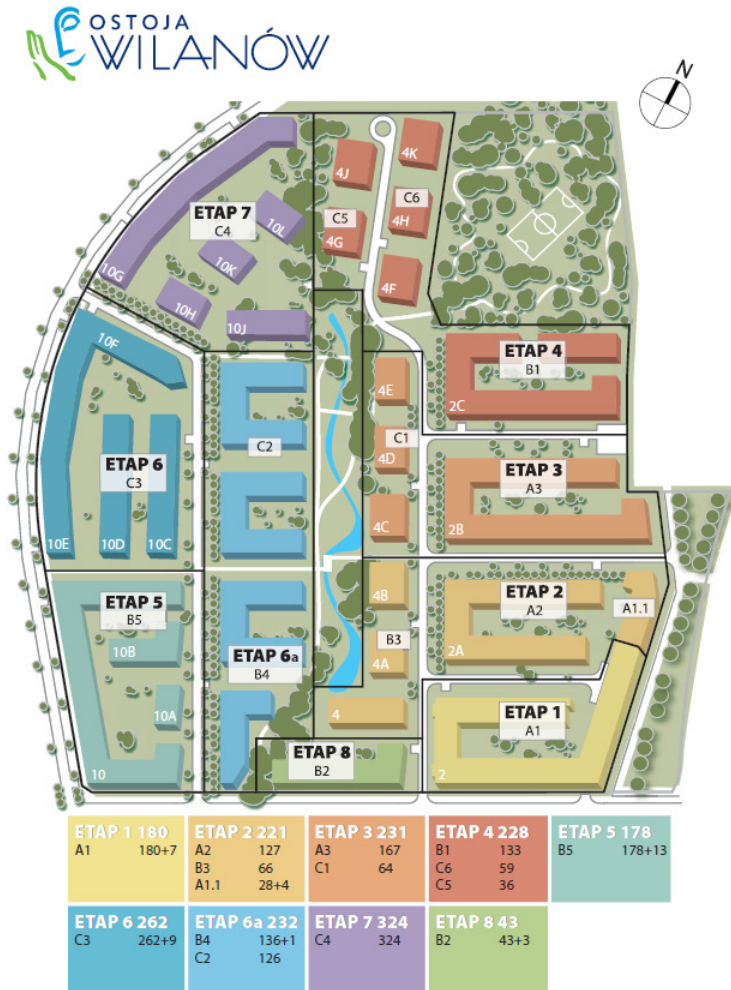 OSTOJA
WILANÓW
N
4K
4J
C6
ETAP 7
C4
C5
4H
10L
4G
10K
10G
4F
10H
10J
10F
ETAP 4
B1
4E
2C
C1
C2
4D
ETAP 6
C3
ETAP 3
A3
4C
2B
10E
10D
10C
4B
ETAP 2
A2
A1.1
ETAP 5
B5
B3
10B
ETAP 6a
B4
4A
2A
10A
4
ETAP 1
A1
ETAP 8
B2
10
2
ETAP 1 180
A1 180+7
ETAP 2 221
A2 127
B3 66
A1.1 28+4
ETAP 3 231
A3 167
C1 64
ETAP 4 228
B1 133
C6 59
C5 36
ETAP 5 178
B5 178+13
ETAP 6 262
C3 262+9
ETAP 6a 232
B4 136+1
C2 126
ETAP 7 324
C4 324
ETAP 8 43
B2 43+3